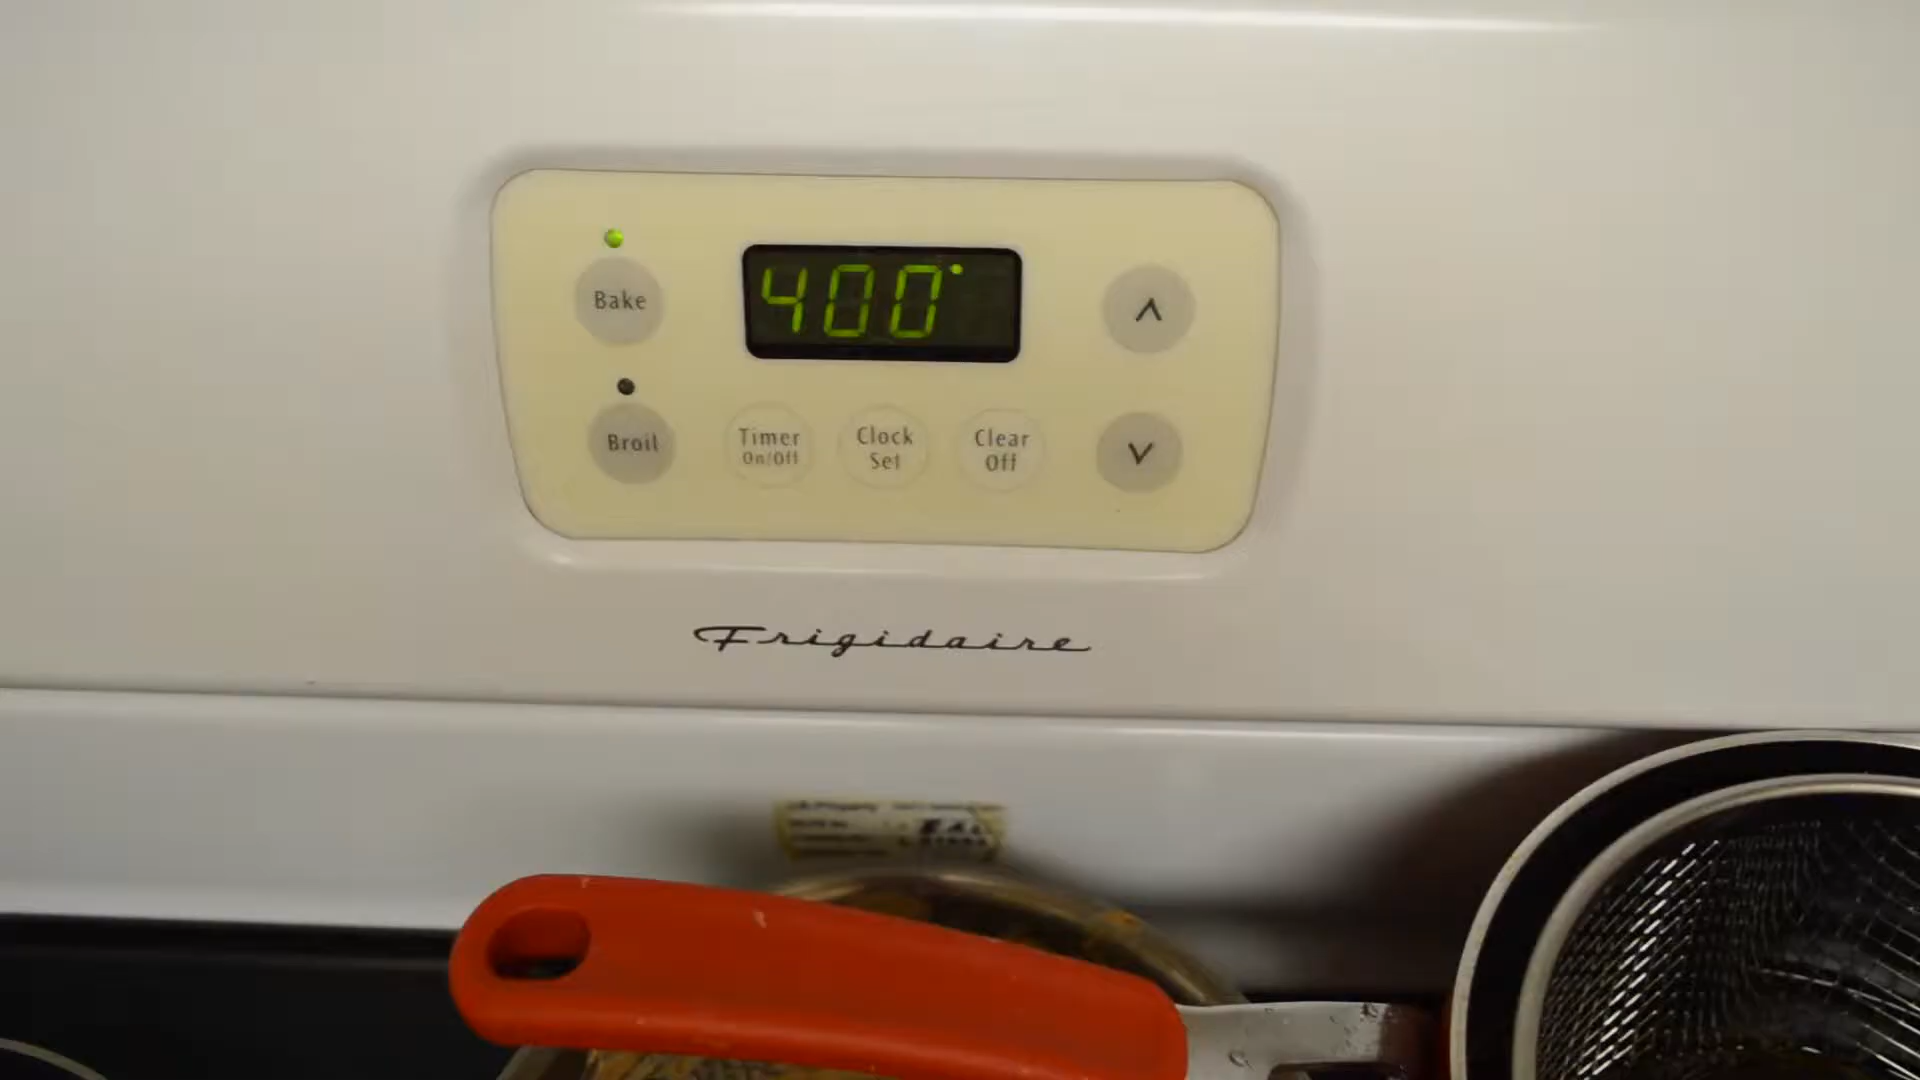 Bake
400°
Broil
Timer
On/Off
Clock
Set
Clear
Off
Frigidaire